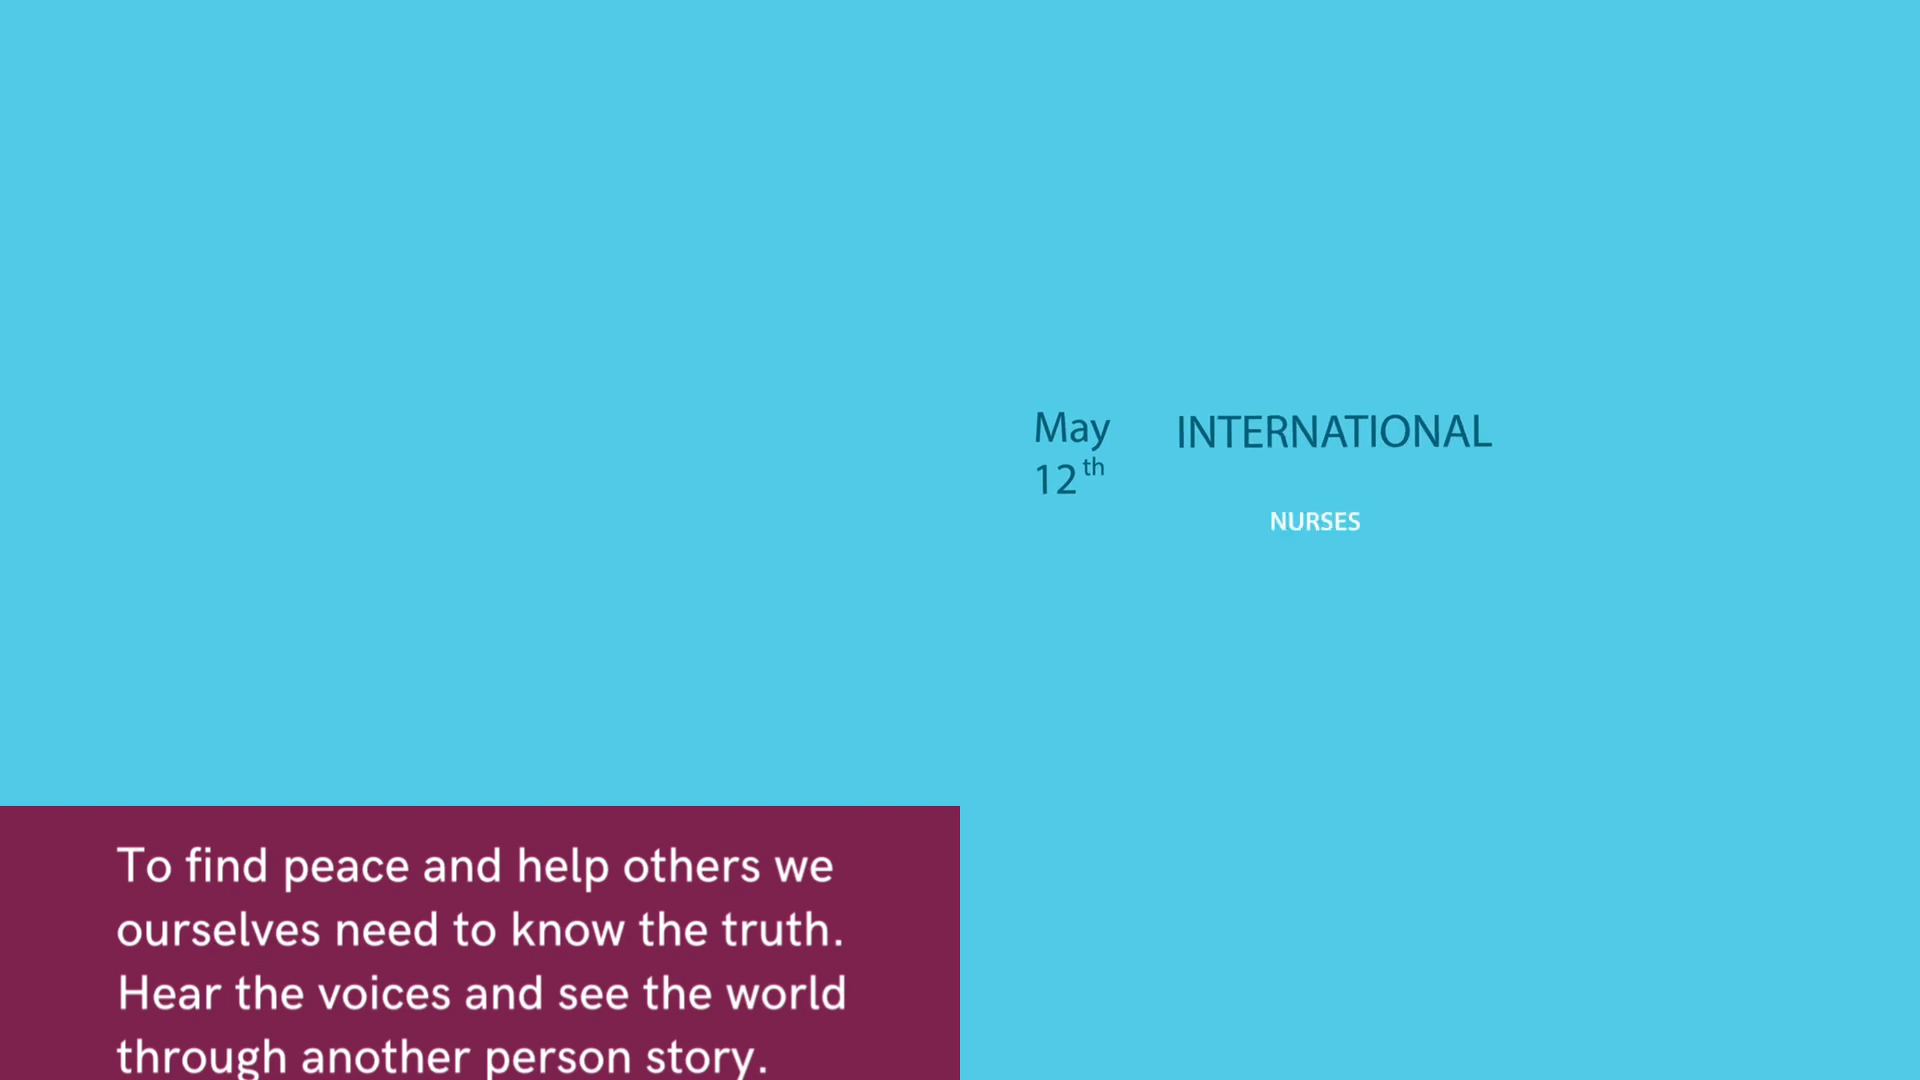 May
12th
INTERNATIONAL
NURSES
To find peace and help others we
ourselves need to know the truth.
Hear the voices and see the world
through another person story.